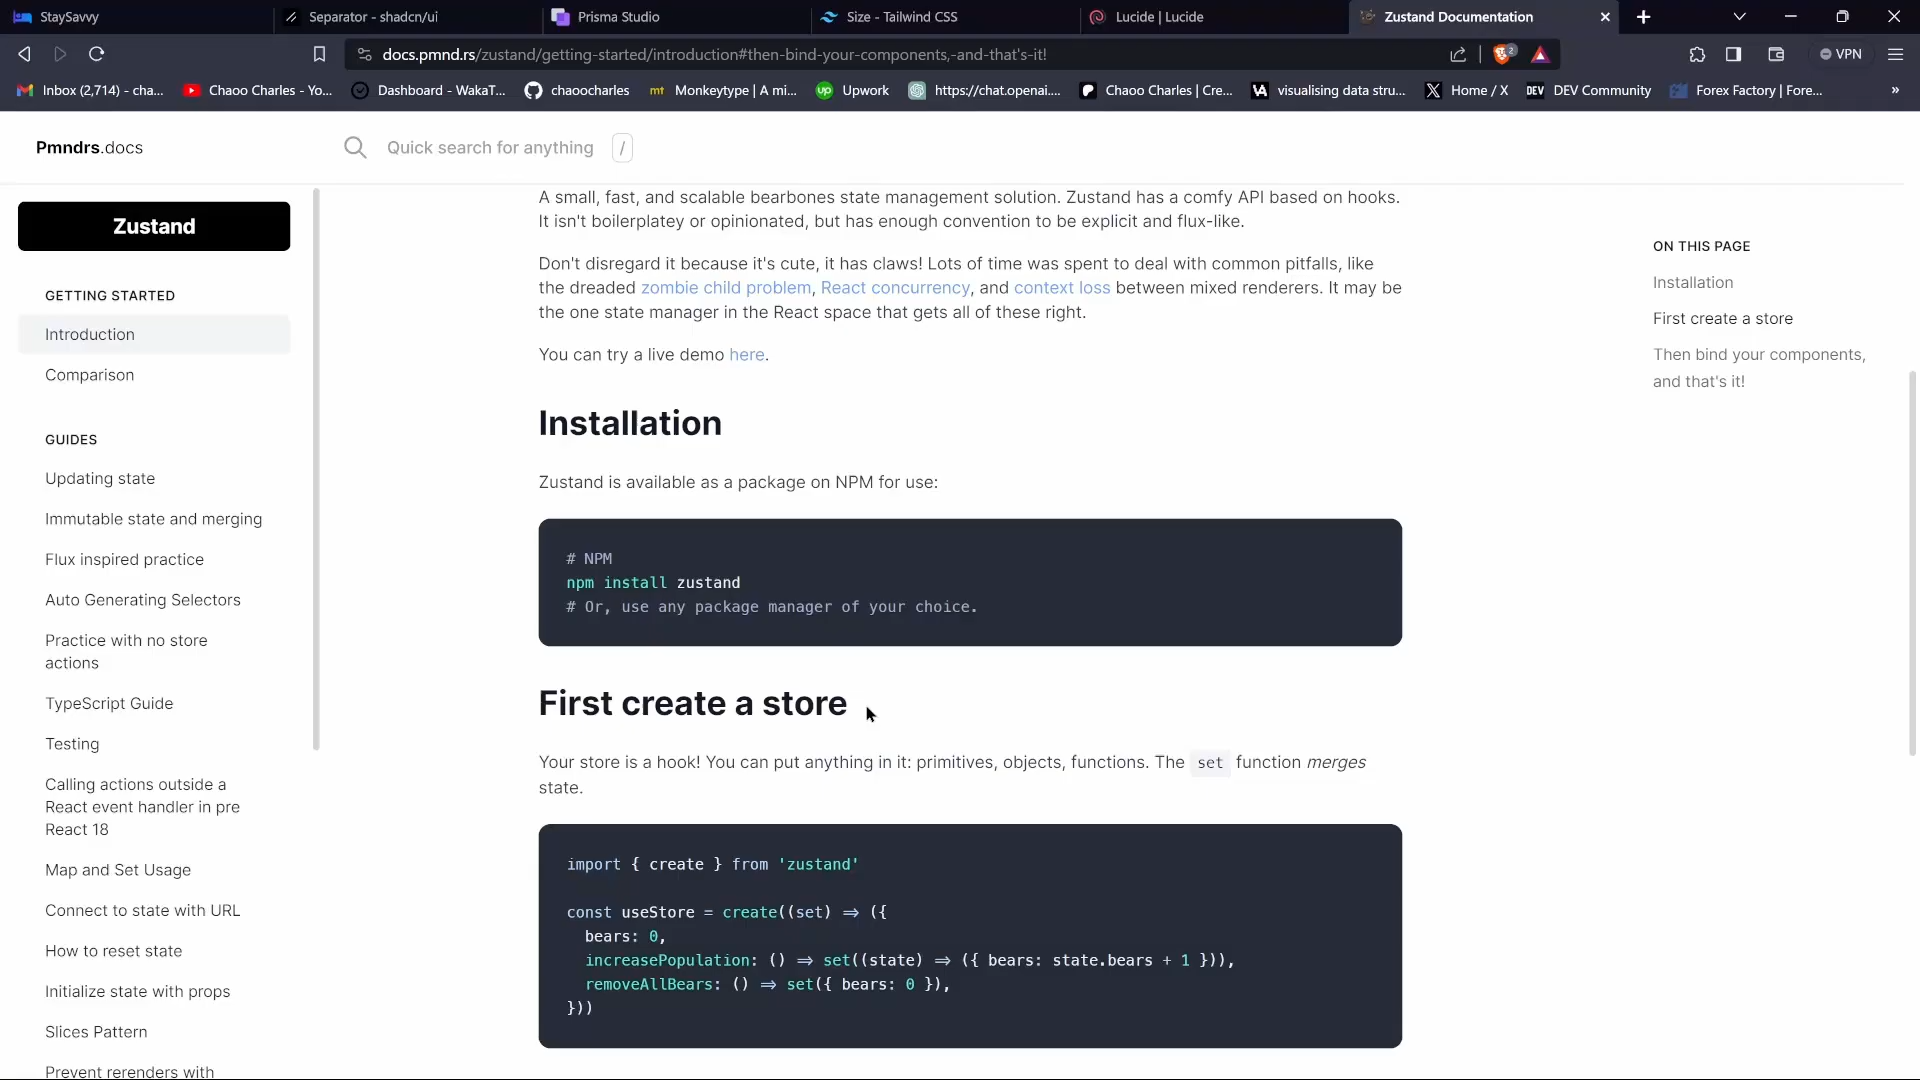 StaySavvy
Separator - shadcn/ui
Prisma Studio
Size - Tailwind CSS
Lucide | Lucide
Zustand Documentation
docs.pmnd.rs/zustand/getting-started/introduction#then-bind-your-components,-and-that's-it!
2
VPN
Inbox (2,714) - cha...
Chaoo Charles - Yo...
Dashboard - WakaT...
chaoocharles
mt Monkeytype | A mi...
up Upwork
https://chat.openai....
Chaoo Charles | Cre...
VA visualising data stru...
X Home / X
DEV DEV Community
Forex Factory | Fore...
»
Pmndrs.docs
Quick search for anything /
Zustand
GETTING STARTED
Introduction
Comparison
GUIDES
Updating state
Immutable state and merging
Flux inspired practice
Auto Generating Selectors
Practice with no store
actions
TypeScript Guide
Testing
Calling actions outside a
React event handler in pre
React 18
Map and Set Usage
Connect to state with URL
How to reset state
Initialize state with props
Slices Pattern
Prevent rerenders with
A small, fast, and scalable bearbones state management solution. Zustand has a comfy API based on hooks.
It isn't boilerplatey or opinionated, but has enough convention to be explicit and flux-like.
Don't disregard it because it's cute, it has claws! Lots of time was spent to deal with common pitfalls, like
the dreaded zombie child problem, React concurrency, and context loss between mixed renderers. It may be
the one state manager in the React space that gets all of these right.
You can try a live demo here.
Installation
Zustand is available as a package on NPM for use:
# NPM
npm install zustand
# Or, use any package manager of your choice.
First create a store
Your store is a hook! You can put anything in it: primitives, objects, functions. The set function merges
state.
import { create } from 'zustand'
const useStore = create((set) => ({
bears: 0,
increasePopulation: () => set((state) => ({ bears: state.bears + 1 })),
removeAllBears: () => set({ bears: 0 }),
}))
ON THIS PAGE
Installation
First create a store
Then bind your components,
and that's it!